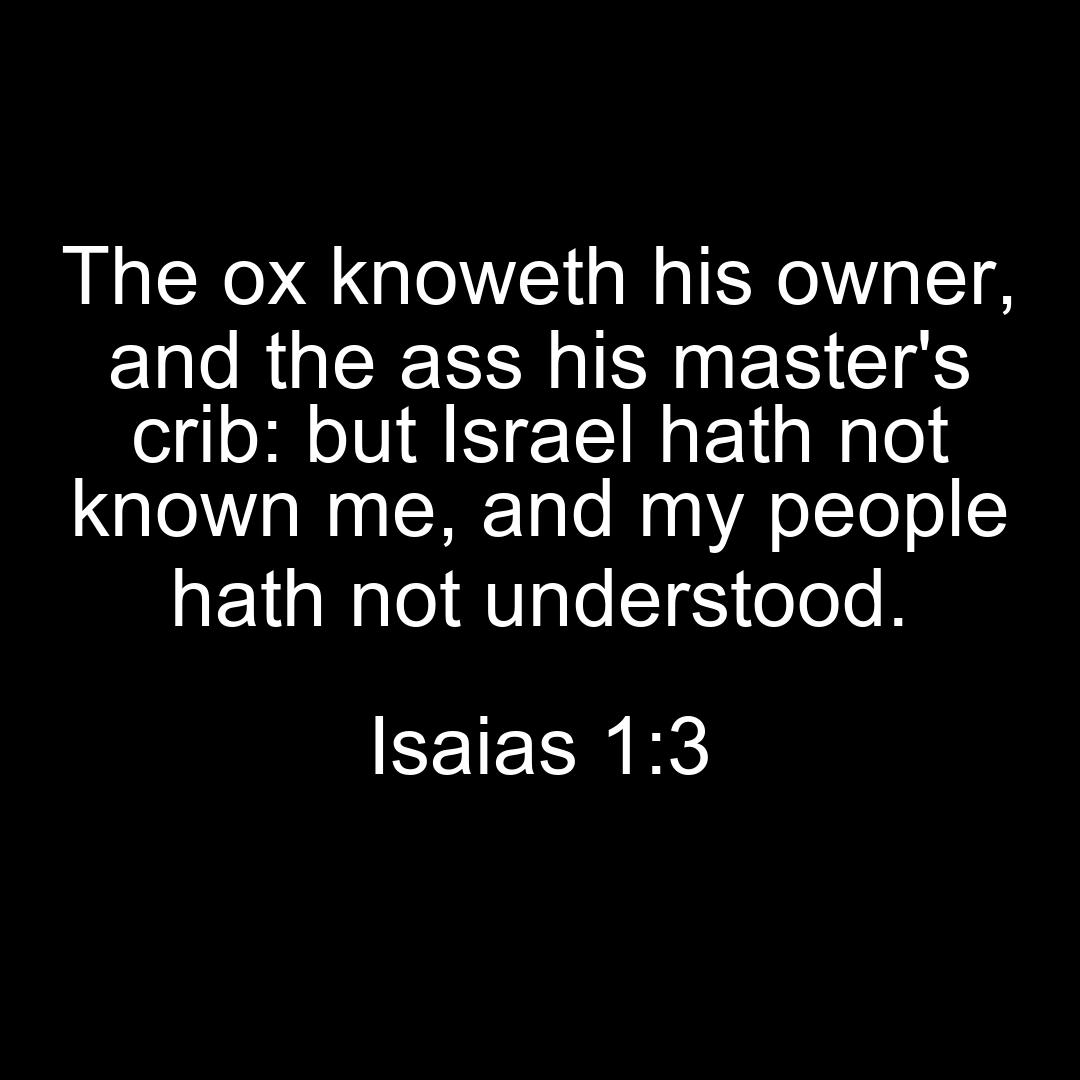 The ox knoweth his owner,
and the ass his master's
crib: but Israel hath not
known me, and my people
hath not understood.
Isaias 1:3